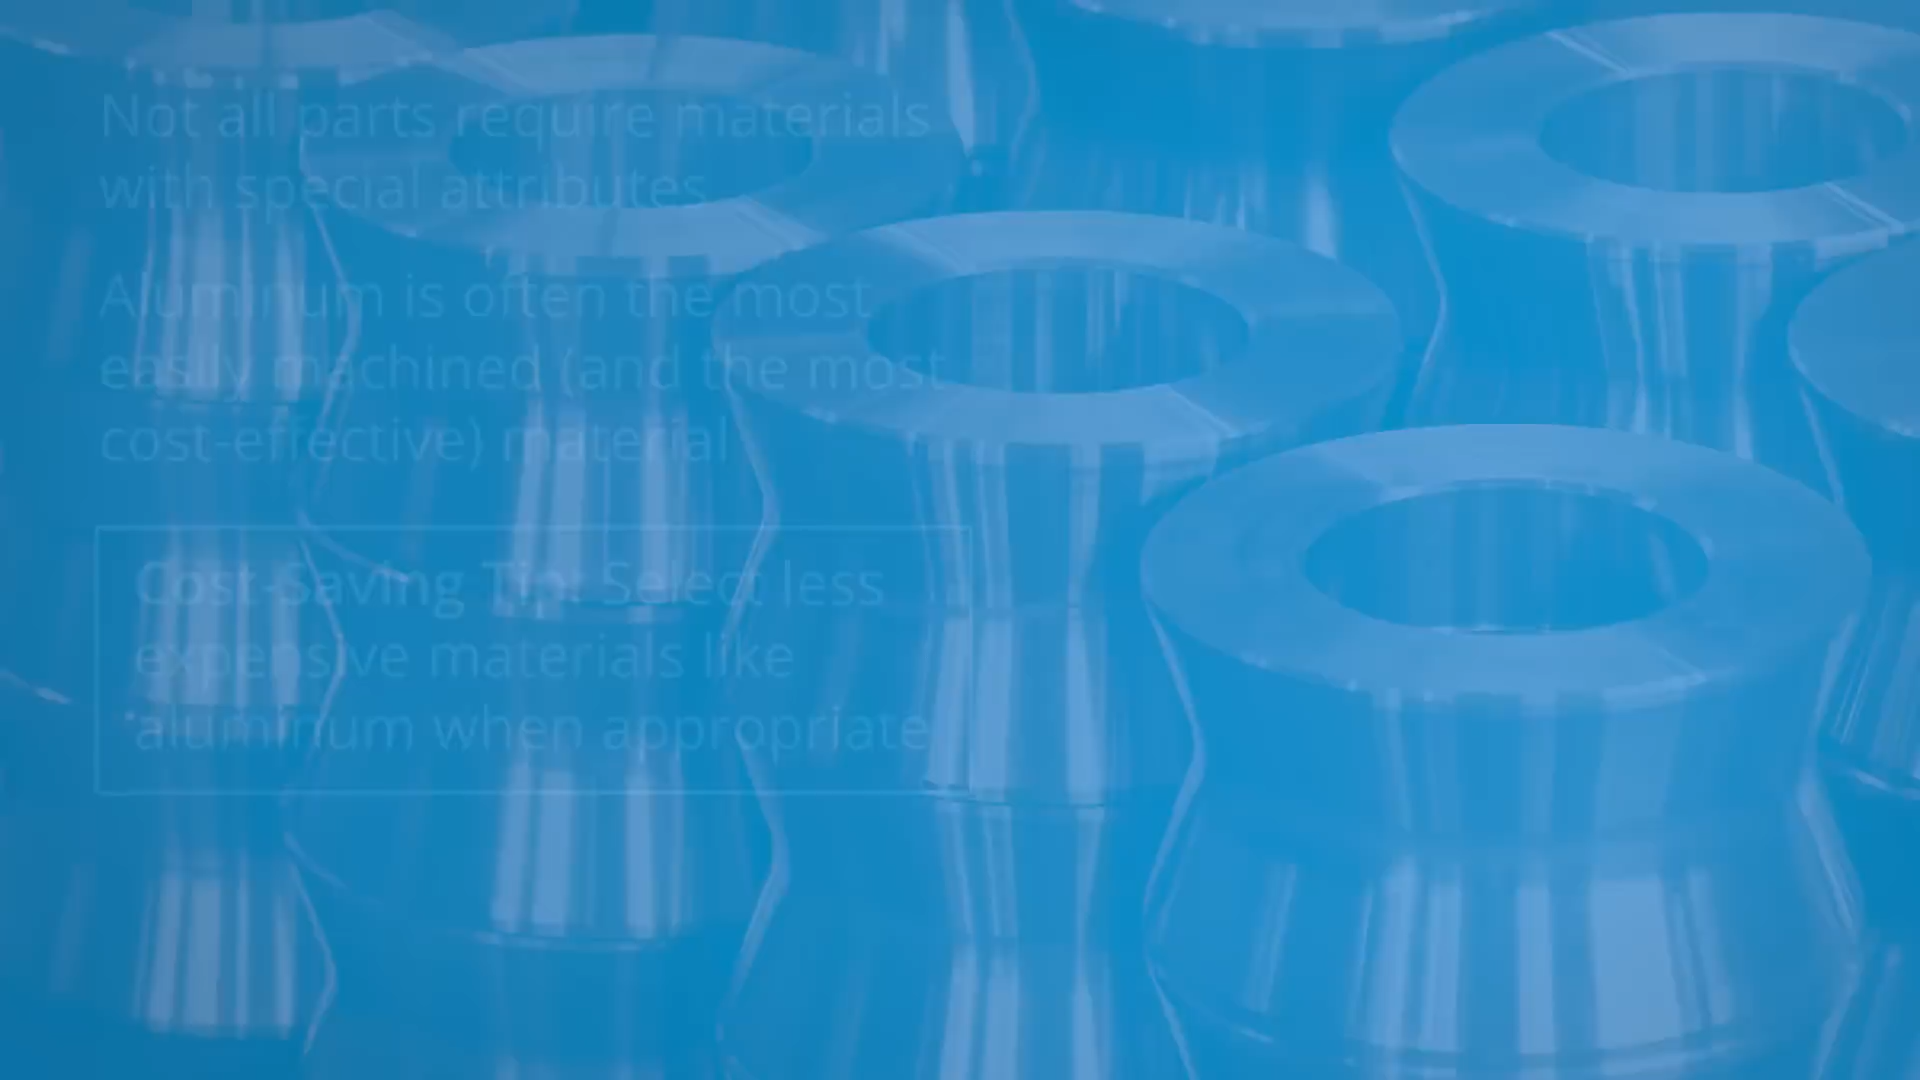 Not all parts require materials
with special attributes
Aluminum is often the most
easily machined (and the most
cost-effective) material
Cost-Saving Tip: Select less
expensive materials like
aluminum when appropriate